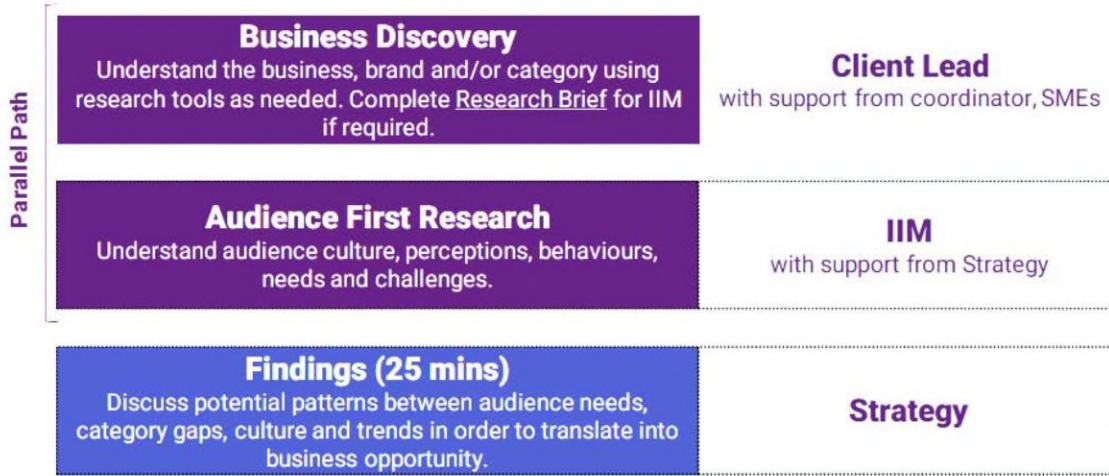 Parallel Path
Business Discovery
Understand the business, brand and/or category using
research tools as needed. Complete Research Brief for IIM
if required.
Client Lead
with support from coordinator, SMEs
Audience First Research
Understand audience culture, perceptions, behaviours,
needs and challenges.
IIM
with support from Strategy
Findings (25 mins)
Discuss potential patterns between audience needs,
category gaps, culture and trends in order to translate into
business opportunity.
Strategy